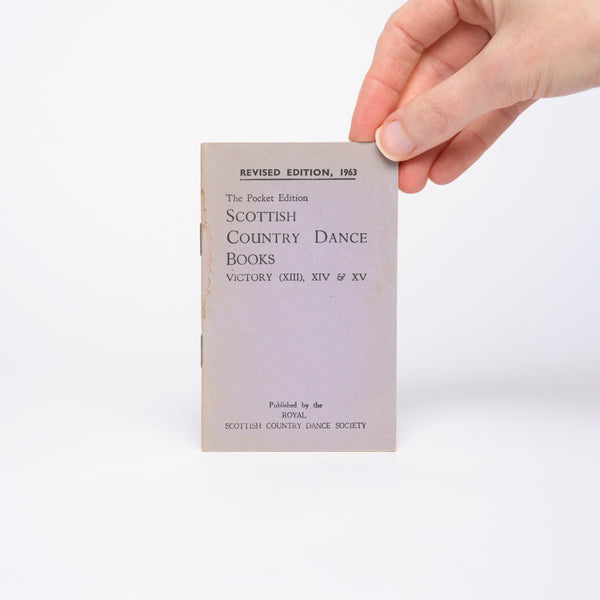 REVISED EDITION, 1963
The Pocket Edition
SCOTTISH
COUNTRY DANCE
BOOKS
VICTORY (XIII), XIV & XV
Published by the
ROYAL
SCOTTISH COUNTRY DANCE SOCIETY